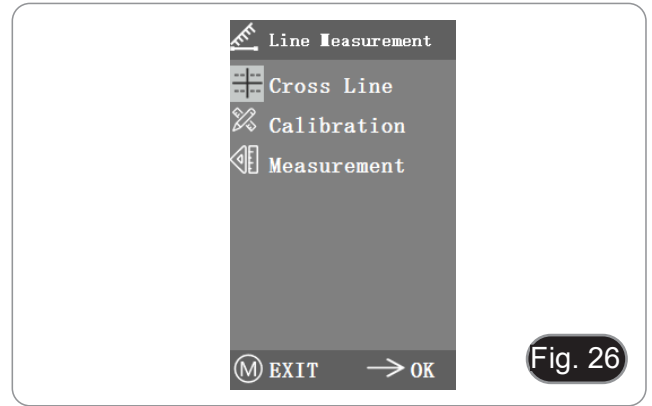 Line Measurement
Cross Line
Calibration
Measurement
M EXIT → OK
Fig. 26